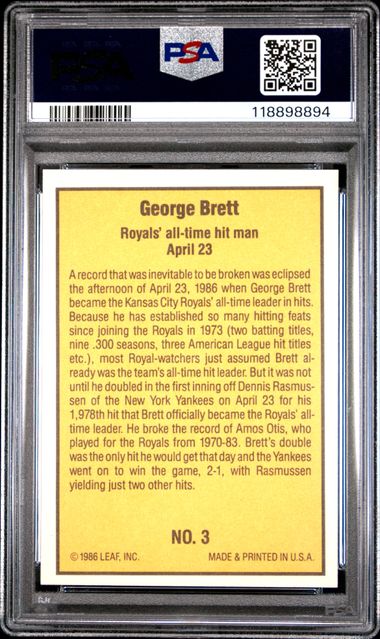 PSA
118898894
George Brett
Royals' all-time hit man
April 23
A record that was inevitable to be broken was eclipsed
the afternoon of April 23, 1986 when George Brett
became the Kansas City Royals' all-time leader in hits.
Because he has established so many hitting feats
since joining the Royals in 1973 (two batting titles,
nine .300 seasons, three American League hit titles
etc.), most Royal-watchers just assumed Brett al-
ready was the team's all-time hit leader. But it was not
until he doubled in the first inning off Dennis Rasmus-
sen of the New York Yankees on April 23 for his
1,978th hit that Brett officially became the Royals' all-
time leader. He broke the record of Amos Otis, who
played for the Royals from 1970-83. Brett's double
was the only hit he would get that day and the Yankees
went on to win the game, 2-1, with Rasmussen
yielding just two other hits.
NO. 3
© 1986 LEAF, INC. MADE & PRINTED IN U.S.A.
PSA